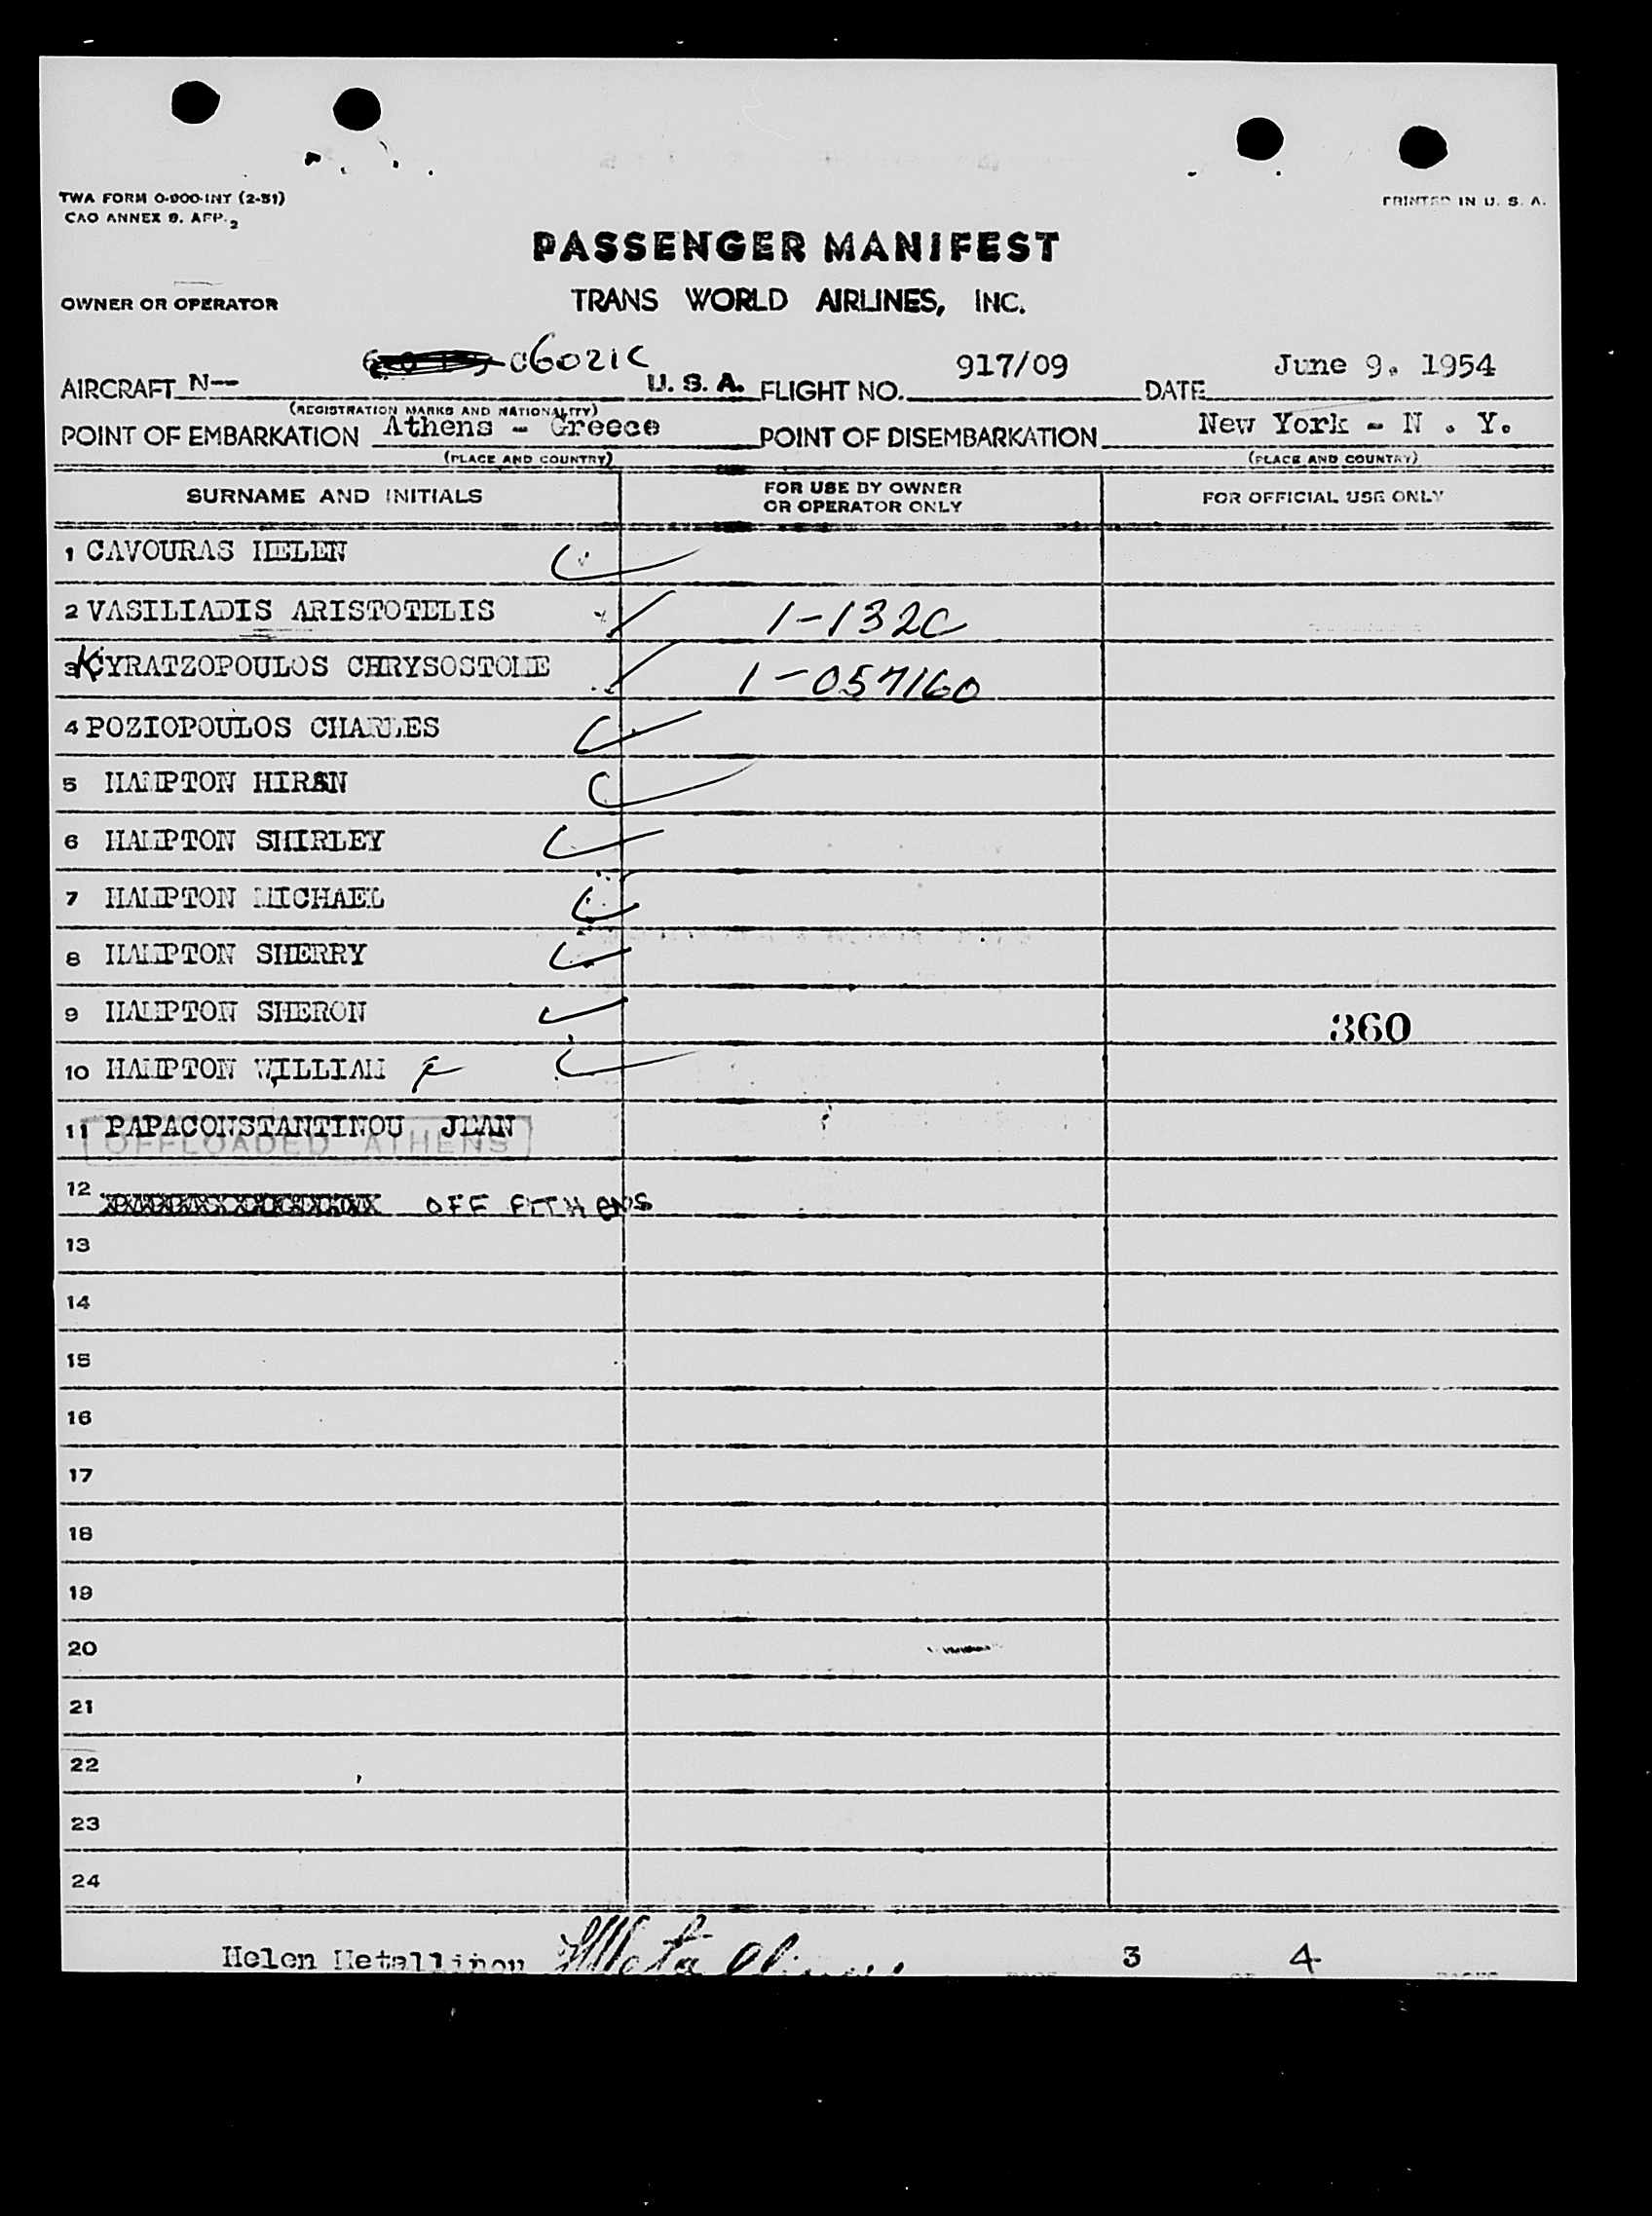 TWA FORM O-900-INT (2-51)
CAO ANNEX 9. APP. 2
PRINTED IN U. S. A.
PASSENGER MANIFEST
OWNER OR OPERATOR TRANS WORLD AIRLINES, INC.
AIRCRAFT N-- 06021C U. S. A. FLIGHT NO. 917/09 DATE June 9, 1954
(REGISTRATION MARKS AND NATIONALITY)
POINT OF EMBARKATION Athens - Greece POINT OF DISEMBARKATION New York - N . Y.
(PLACE AND COUNTRY) (PLACE AND COUNTRY)
SURNAME AND INITIALS FOR USE BY OWNER OR OPERATOR ONLY FOR OFFICIAL USE ONLY
1 CAVOURAS HELEN
2 VASILIADIS ARISTOTELIS 1-132C
3 KYRATZOPOULOS CHRYSOSTOME 1-057160
4 POZIOPOULOS CHARLES
5 HAMPTON HIRAN
6 HAMPTON SHIRLEY
7 HAMPTON MICHAEL
8 HAMPTON SHERRY
9 HAMPTON SHERON 360
10 HAMPTON WILLIAM
11 PAPACONSTANTINOU JEAN
OFFLOADED ATHENS
12 OFF ATHENS
13
14
15
16
17
18
19
20
21
22
23
24
Helen Metallinou 3 4